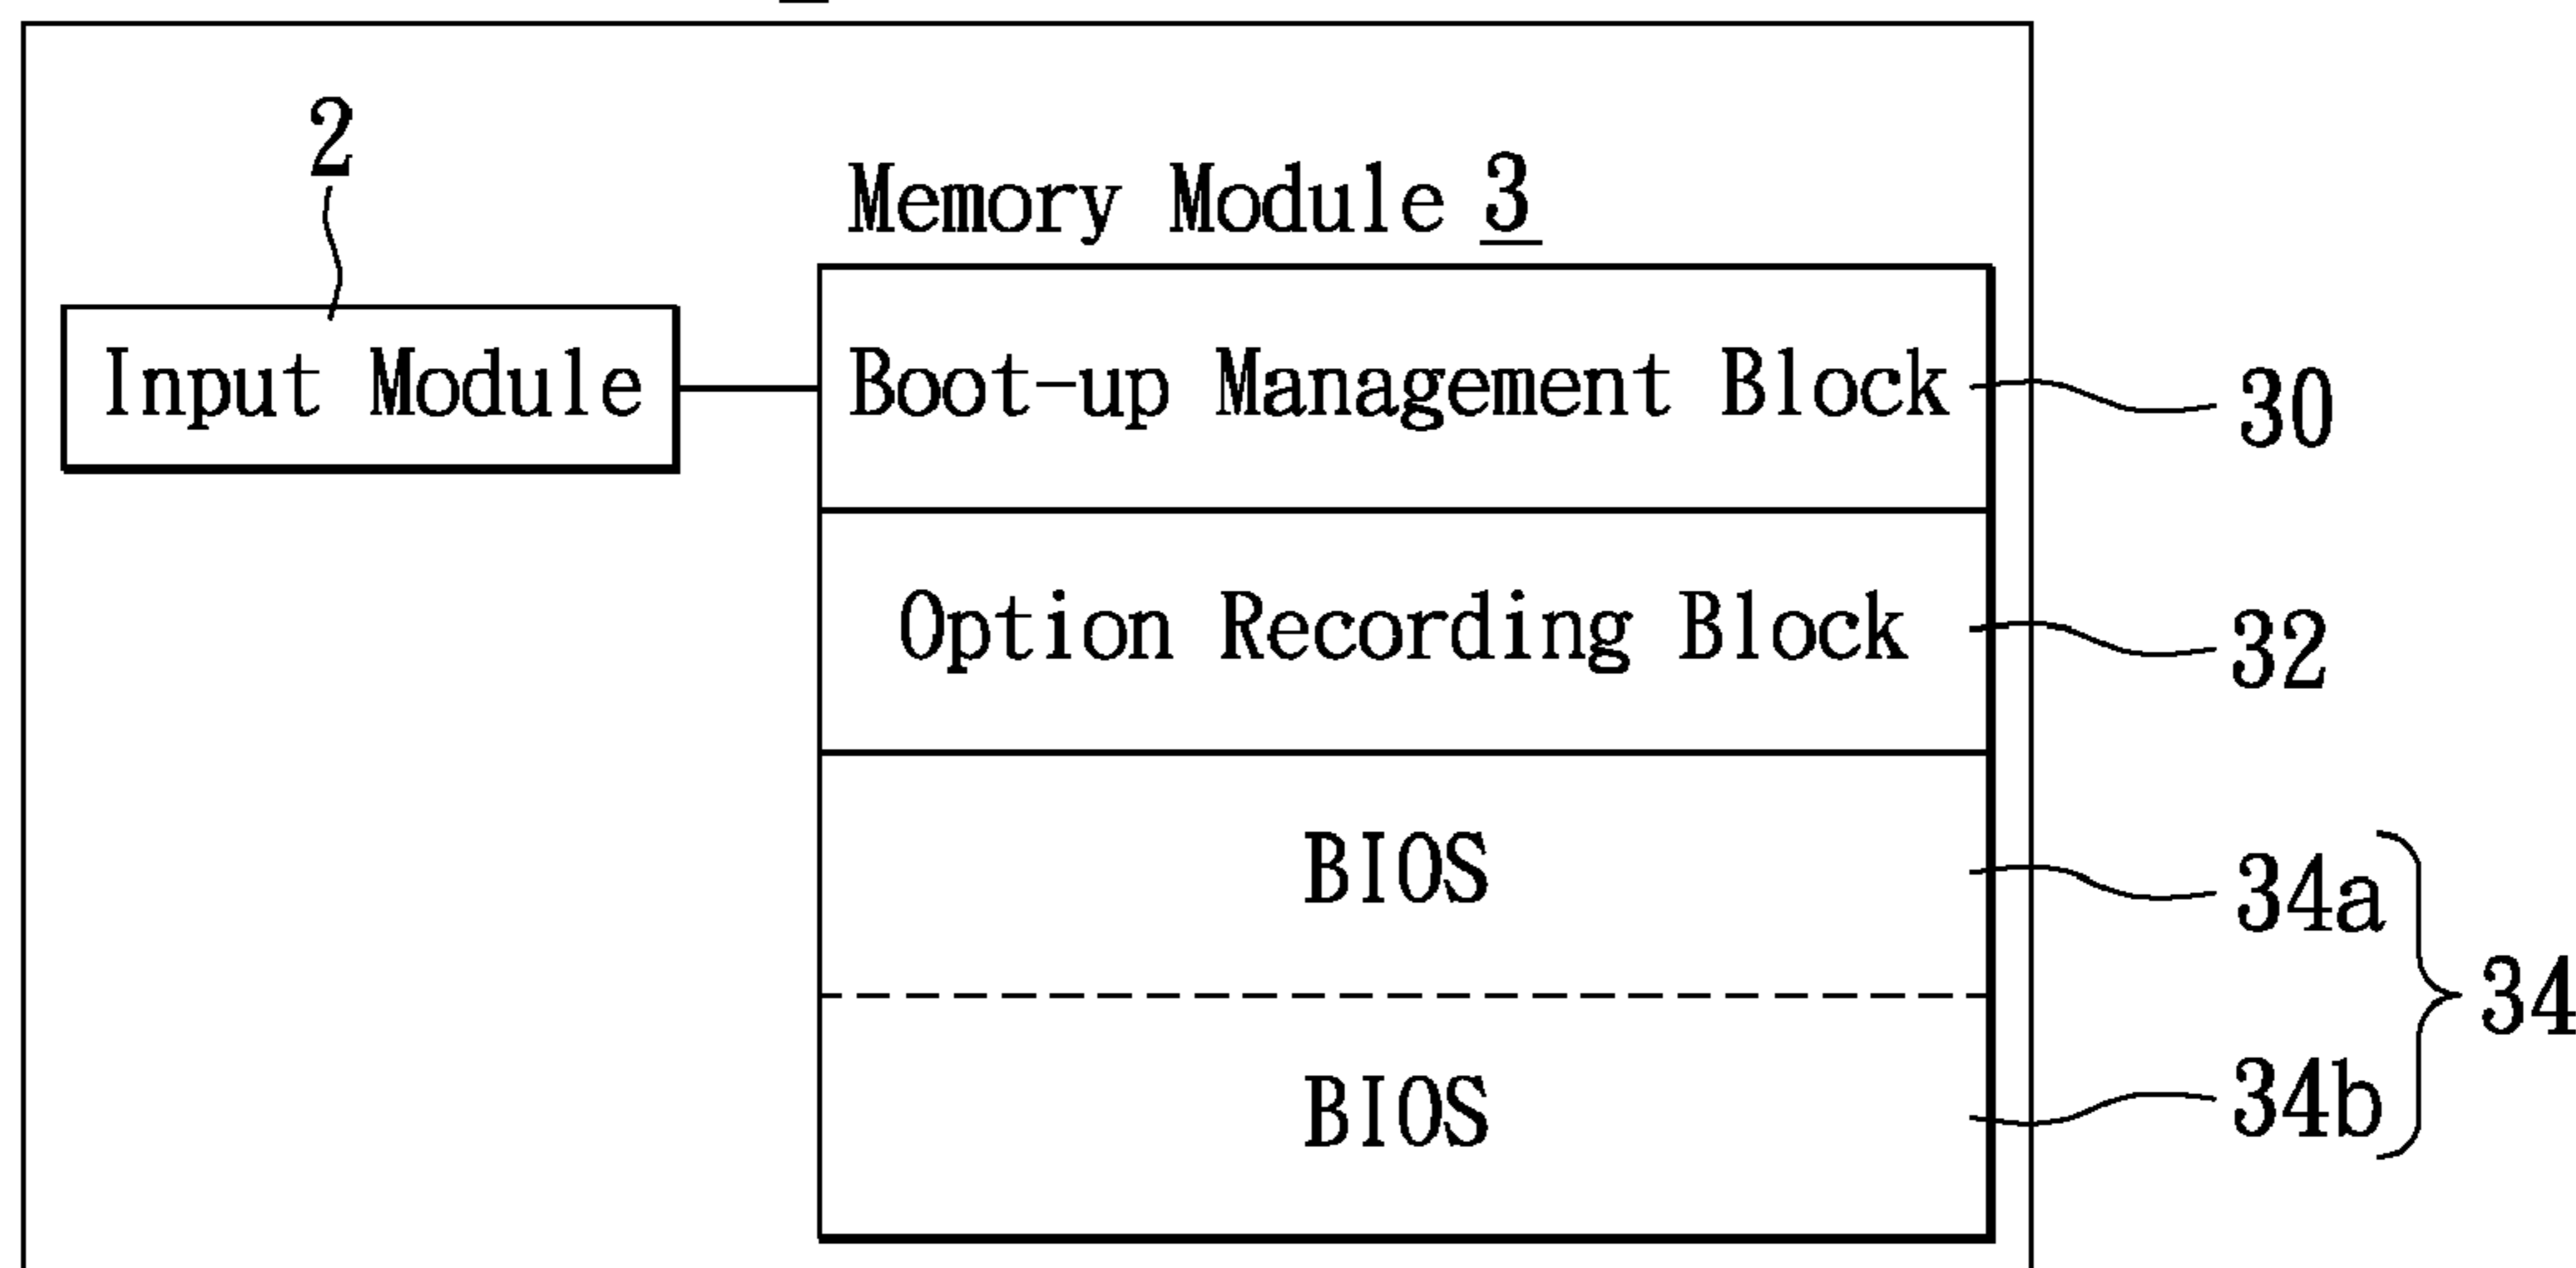 2
Memory Module 3
Input Module
Boot-up Management Block
30
Option Recording Block
32
BIOS
34a
34
BIOS
34b